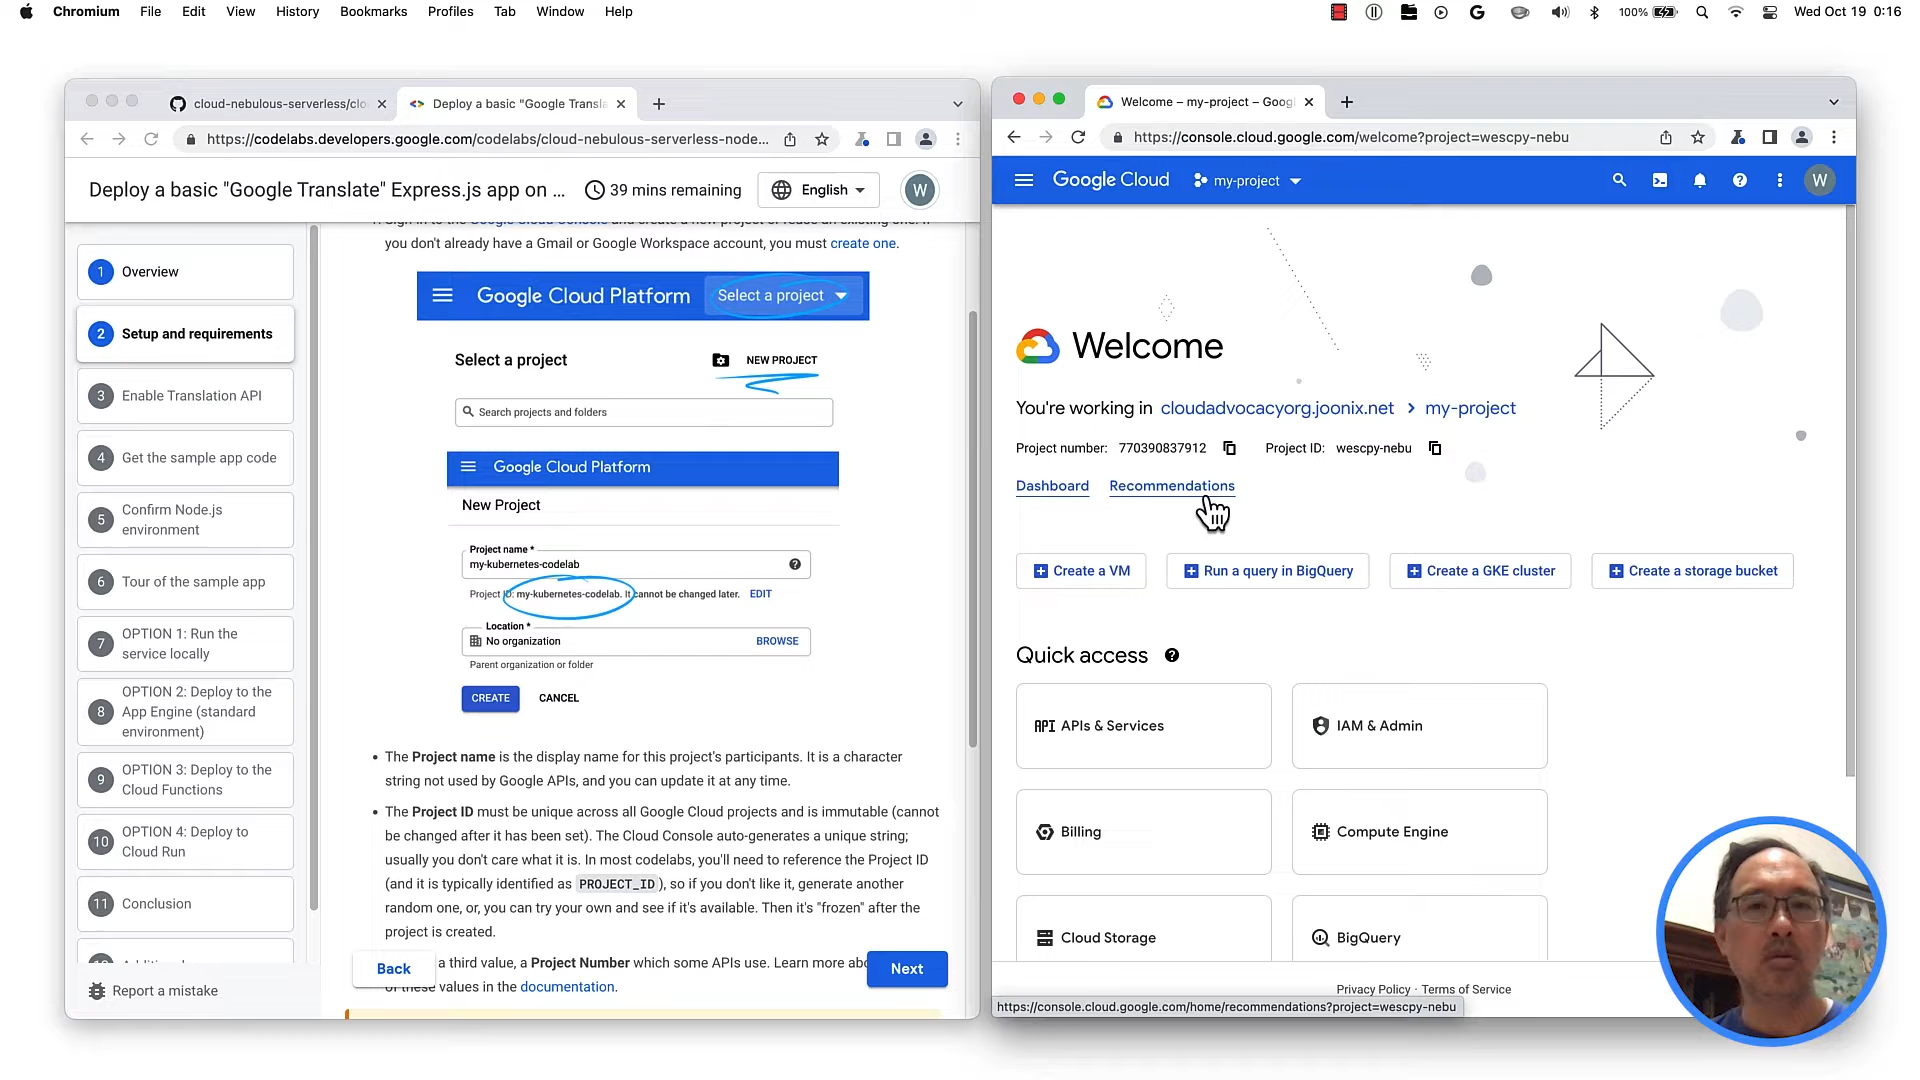 Chromium File Edit View History Bookmarks Profiles Tab Window Help
100% Wed Oct 19 0:16
cloud-nebulous-serverless/clo
Deploy a basic "Google Transla
https://codelabs.developers.google.com/codelabs/cloud-nebulous-serverless-node...
Deploy a basic "Google Translate" Express.js app on ...
39 mins remaining
English
W
1 Overview
2 Setup and requirements
3 Enable Translation API
4 Get the sample app code
5 Confirm Node.js
environment
6 Tour of the sample app
7 OPTION 1: Run the
service locally
8 OPTION 2: Deploy to the
App Engine (standard
environment)
9 OPTION 3: Deploy to the
Cloud Functions
10 OPTION 4: Deploy to
Cloud Run
11 Conclusion
Report a mistake
you don't already have a Gmail or Google Workspace account, you must create one.
Google Cloud Platform Select a project
Select a project NEW PROJECT
Search projects and folders
Google Cloud Platform
New Project
Project name *
my-kubernetes-codelab
Project ID: my-kubernetes-codelab. It cannot be changed later. EDIT
Location *
No organization BROWSE
Parent organization or folder
CREATE CANCEL
• The Project name is the display name for this project's participants. It is a character
string not used by Google APIs, and you can update it at any time.
• The Project ID must be unique across all Google Cloud projects and is immutable (cannot
be changed after it has been set). The Cloud Console auto-generates a unique string;
usually you don't care what it is. In most codelabs, you'll need to reference the Project ID
(and it is typically identified as PROJECT_ID), so if you don't like it, generate another
random one, or, you can try your own and see if it's available. Then it's "frozen" after the
project is created.
a third value, a Project Number which some APIs use. Learn more
of these values in the documentation.
Back
Next
Welcome – my-project – Googl
https://console.cloud.google.com/welcome?project=wescpy-nebu
Google Cloud my-project
W
Welcome
You're working in cloudadvocacyorg.joonix.net > my-project
Project number: 770390837912 Project ID: wescpy-nebu
Dashboard Recommendations
Create a VM Run a query in BigQuery Create a GKE cluster Create a storage bucket
Quick access
API APIs & Services
IAM & Admin
Billing
Compute Engine
Cloud Storage
BigQuery
Privacy Policy · Terms of Service
https://console.cloud.google.com/home/recommendations?project=wescpy-nebu